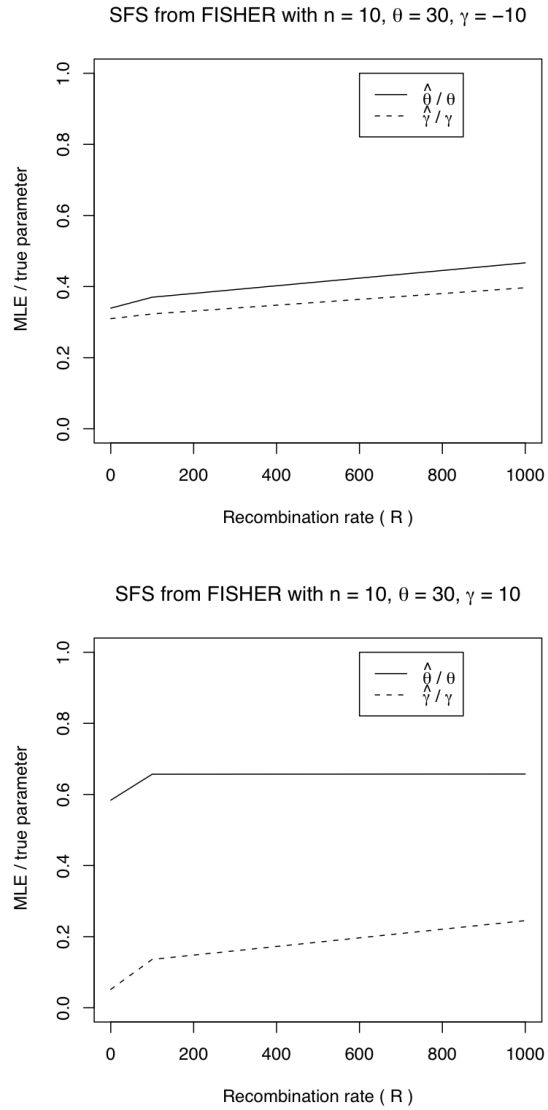 SFS from FISHER with n = 10, θ = 30, γ = −10
1.0
0.8
0.6
0.4
0.2
0.0
MLE / true parameter
θ̂ / θ
γ̂ / γ
0 200 400 600 800 1000
Recombination rate ( R )
SFS from FISHER with n = 10, θ = 30, γ = 10
1.0
0.8
0.6
0.4
0.2
0.0
MLE / true parameter
θ̂ / θ
γ̂ / γ
0 200 400 600 800 1000
Recombination rate ( R )